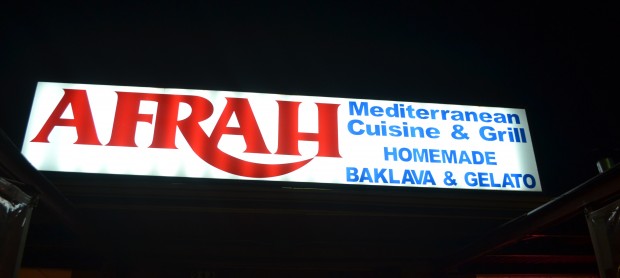 AFRAH
Mediterranean
Cuisine & Grill
HOMEMADE
BAKLAVA & GELATO